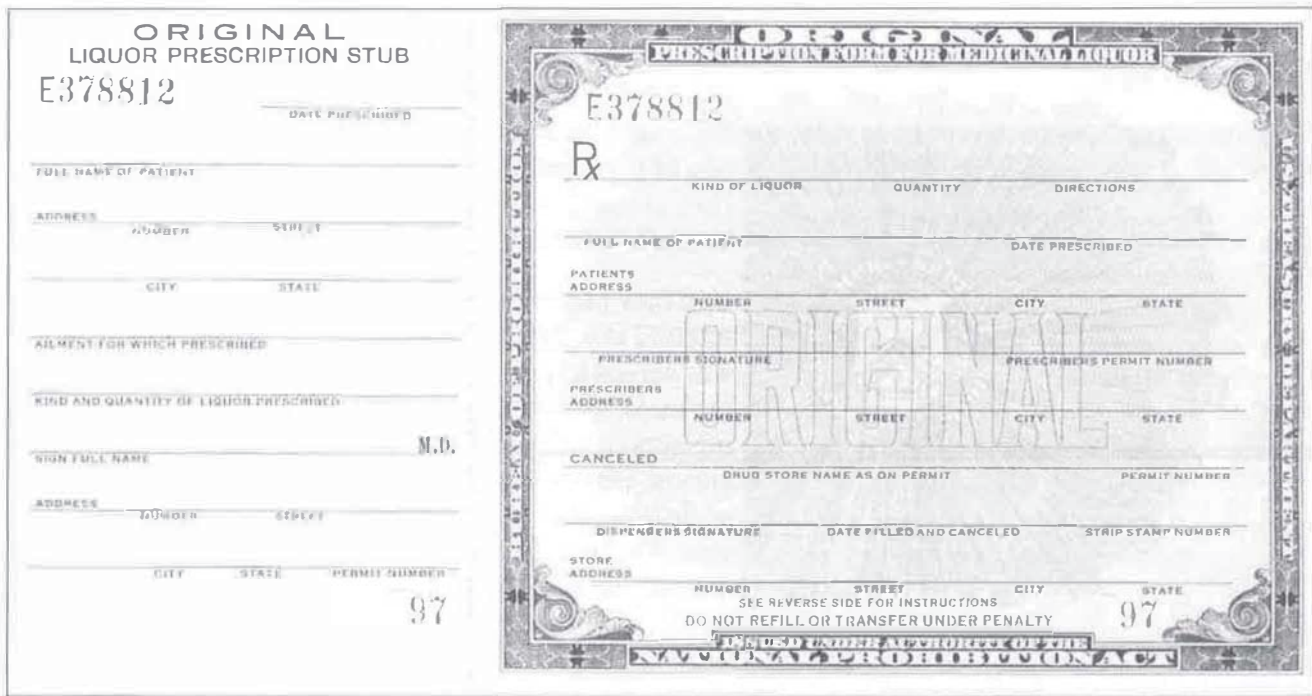 ORIGINAL
LIQUOR PRESCRIPTION STUB
E378812
DATE PRESCRIBED
FULL NAME OF PATIENT
ADDRESS
NUMBER STREET
CITY STATE
AILMENT FOR WHICH PRESCRIBED
KIND AND QUANTITY OF LIQUOR PRESCRIBED
M.D.
SIGN FULL NAME
ADDRESS
NUMBER STREET
CITY STATE PERMIT NUMBER
97
ORIGINAL
PRESCRIPTION FORM FOR MEDICINAL LIQUOR
E378812
Rx
KIND OF LIQUOR QUANTITY DIRECTIONS
FULL NAME OF PATIENT DATE PRESCRIBED
PATIENTS
ADDRESS
NUMBER STREET CITY STATE
ORIGINAL
PRESCRIBERS SIGNATURE PRESCRIBERS PERMIT NUMBER
PRESCRIBERS
ADDRESS
NUMBER STREET CITY STATE
CANCELED
DRUG STORE NAME AS ON PERMIT PERMIT NUMBER
DISPENSERS SIGNATURE DATE FILLED AND CANCELED STRIP STAMP NUMBER
STORE
ADDRESS
NUMBER STREET CITY STATE
SEE REVERSE SIDE FOR INSTRUCTIONS
97
DO NOT REFILL OR TRANSFER UNDER PENALTY
ISSUED UNDER AUTHORITY OF THE
NATIONAL PROHIBITION ACT